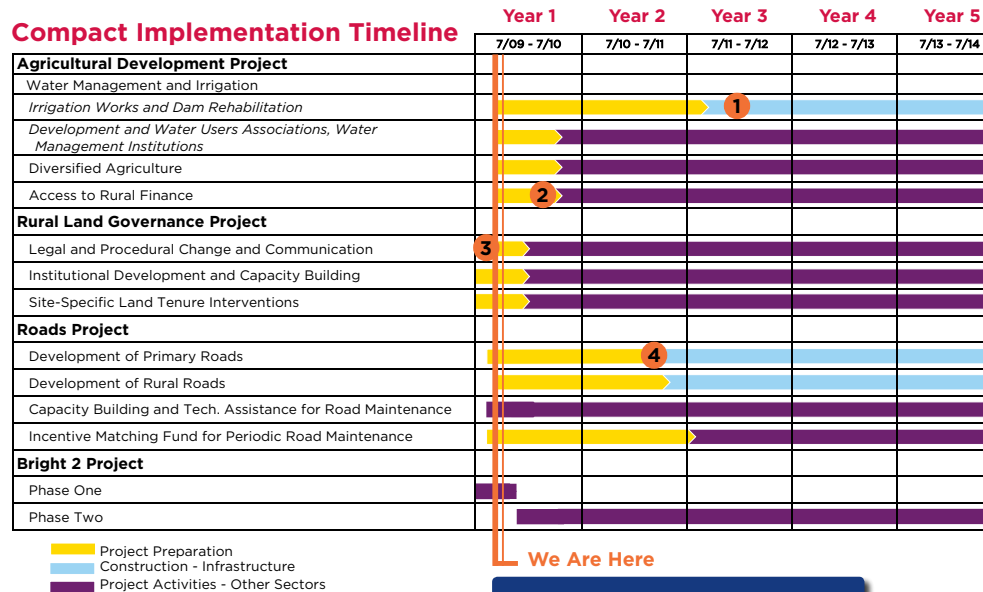 Year 1 Year 2 Year 3 Year 4 Year 5
Compact Implementation Timeline
7/09 - 7/10 7/10 - 7/11 7/11 - 7/12 7/12 - 7/13 7/13 - 7/14
Agricultural Development Project
Water Management and Irrigation
Irrigation Works and Dam Rehabilitation 1
Development and Water Users Associations, Water
Management Institutions
Diversified Agriculture
Access to Rural Finance 2
Rural Land Governance Project
Legal and Procedural Change and Communication 3
Institutional Development and Capacity Building
Site-Specific Land Tenure Interventions
Roads Project
Development of Primary Roads 4
Development of Rural Roads
Capacity Building and Tech. Assistance for Road Maintenance
Incentive Matching Fund for Periodic Road Maintenance
Bright 2 Project
Phase One
Phase Two
Project Preparation
Construction - Infrastructure
Project Activities - Other Sectors
We Are Here